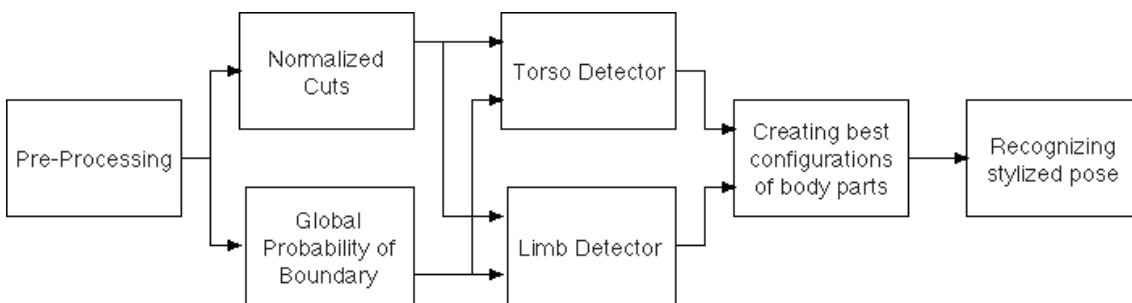 Pre-Processing
Normalized
Cuts
Global
Probability of
Boundary
Torso Detector
Limb Detector
Creating best
configurations
of body parts
Recognizing
stylized pose